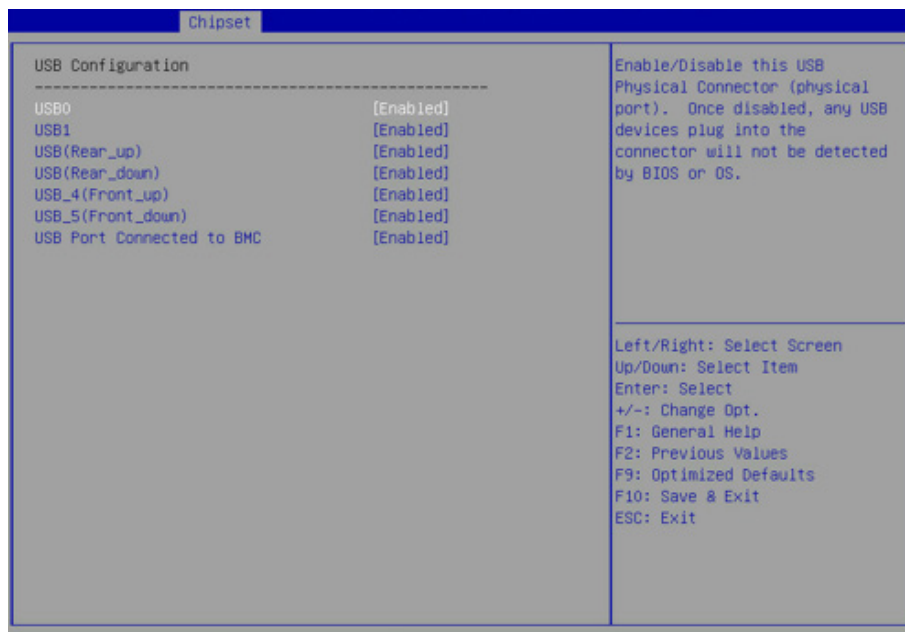 Chipset
USB Configuration
----------------------------------------------------
USB0 [Enabled]
USB1 [Enabled]
USB(Rear_up) [Enabled]
USB(Rear_down) [Enabled]
USB_4(Front_up) [Enabled]
USB_5(Front_down) [Enabled]
USB Port Connected to BMC [Enabled]
Enable/Disable this USB
Physical Connector (physical
port). Once disabled, any USB
devices plug into the
connector will not be detected
by BIOS or OS.
Left/Right: Select Screen
Up/Down: Select Item
Enter: Select
+/-: Change Opt.
F1: General Help
F2: Previous Values
F9: Optimized Defaults
F10: Save & Exit
ESC: Exit